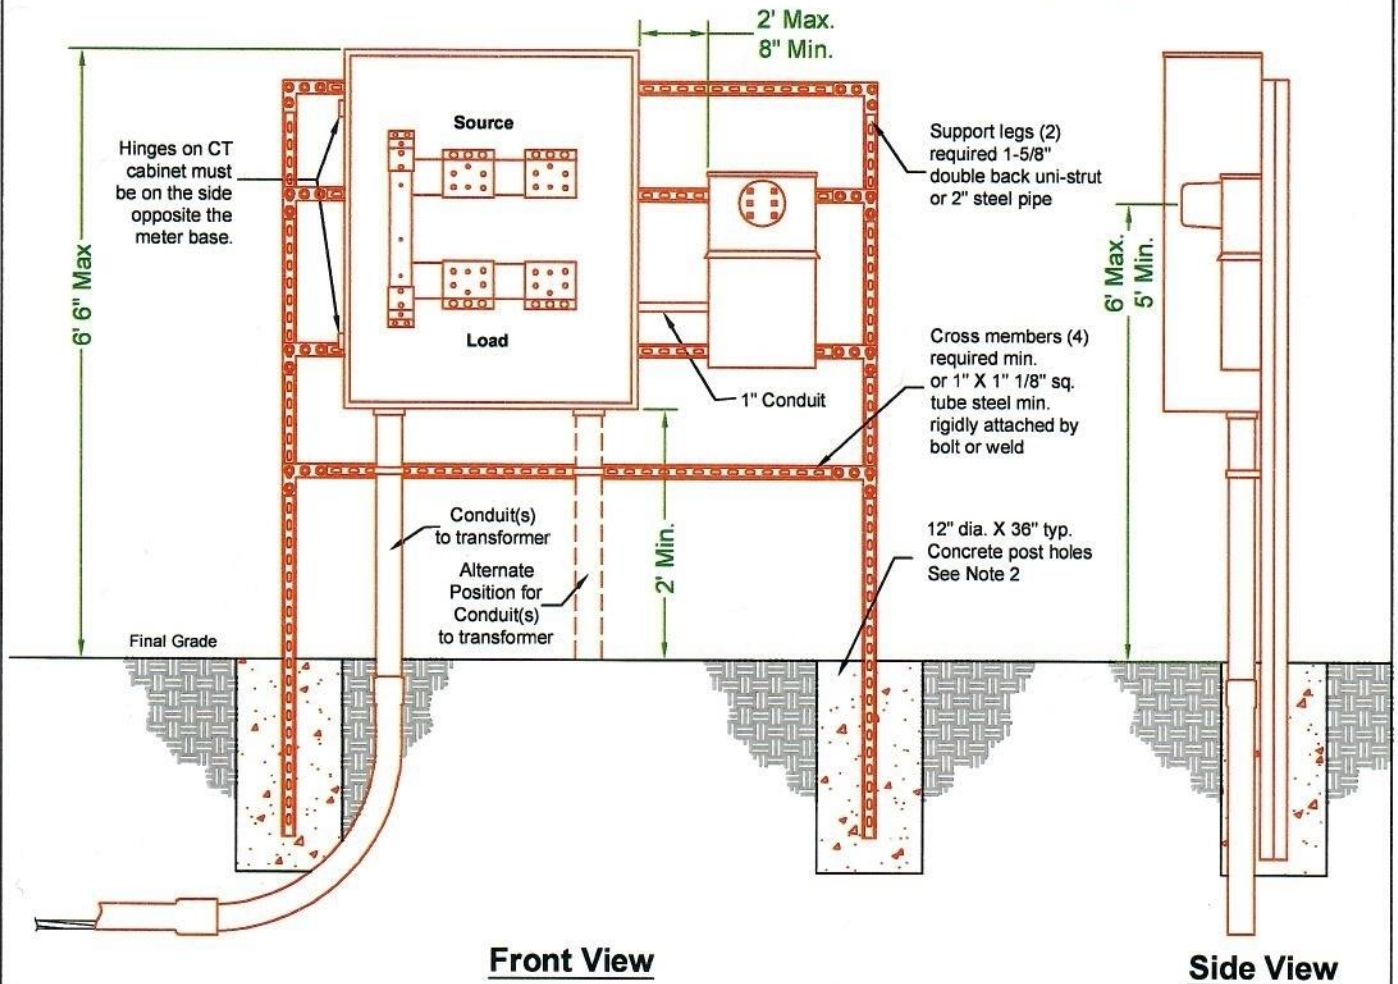 2' Max.
8" Min.
Source
Hinges on CT
cabinet must
be on the side
opposite the
meter base.
Support legs (2)
required 1-5/8"
double back uni-strut
or 2" steel pipe
6' 6" Max
6' Max.
5' Min.
Load
Cross members (4)
required min.
or 1" X 1" 1/8" sq.
tube steel min.
rigidly attached by
bolt or weld
1" Conduit
Conduit(s)
to transformer
2' Min.
12" dia. X 36" typ.
Concrete post holes
See Note 2
Alternate
Position for
Conduit(s)
to transformer
Final Grade
Front View
Side View